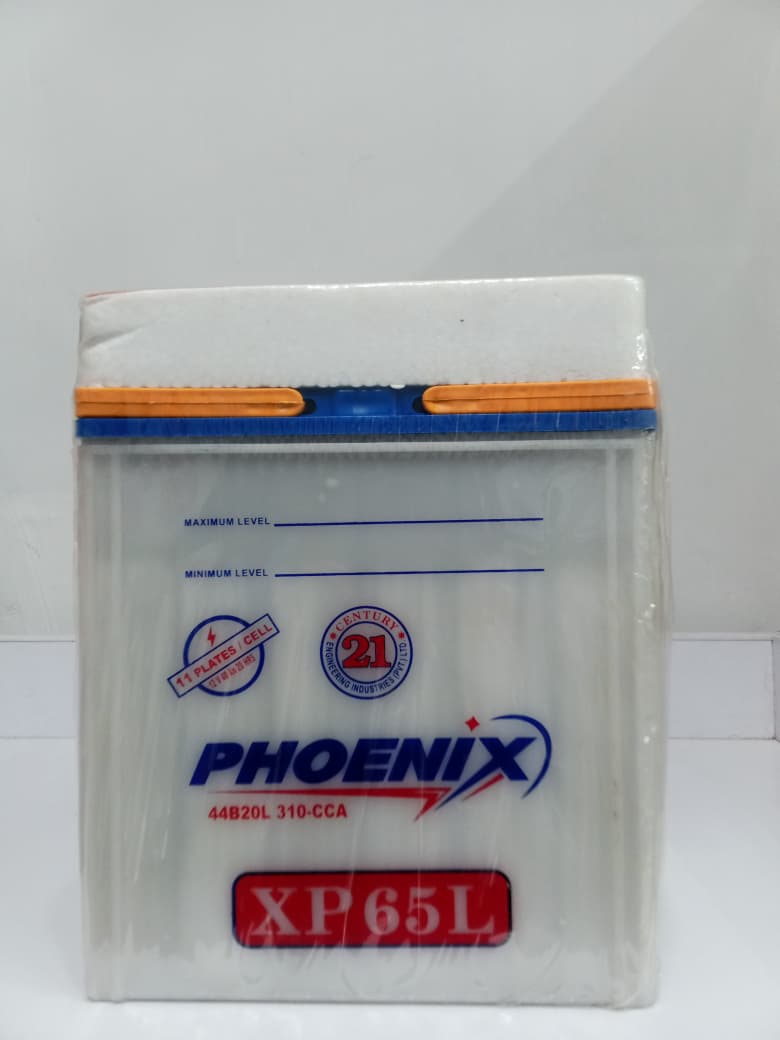 MAXIMUM LEVEL
MINIMUM LEVEL
11 PLATES / CELL
CENTURY
21
ENGINEERING INDUSTRIES (PVT) LTD.
PHOENIX
44B20L 310-CCA
XP65L